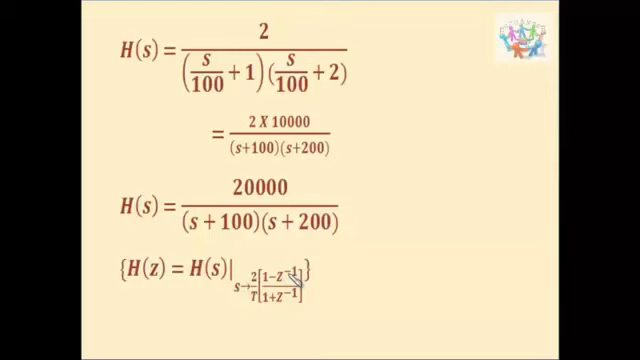 H(s) = 2 / ((s/100 + 1)(s/100 + 2))
= 2 X 10000 / (s+100)(s+200)
H(s) = 20000 / (s + 100)(s + 200)
{H(z) = H(s)|s→2/T[1−Z⁻¹/1+Z⁻¹]}